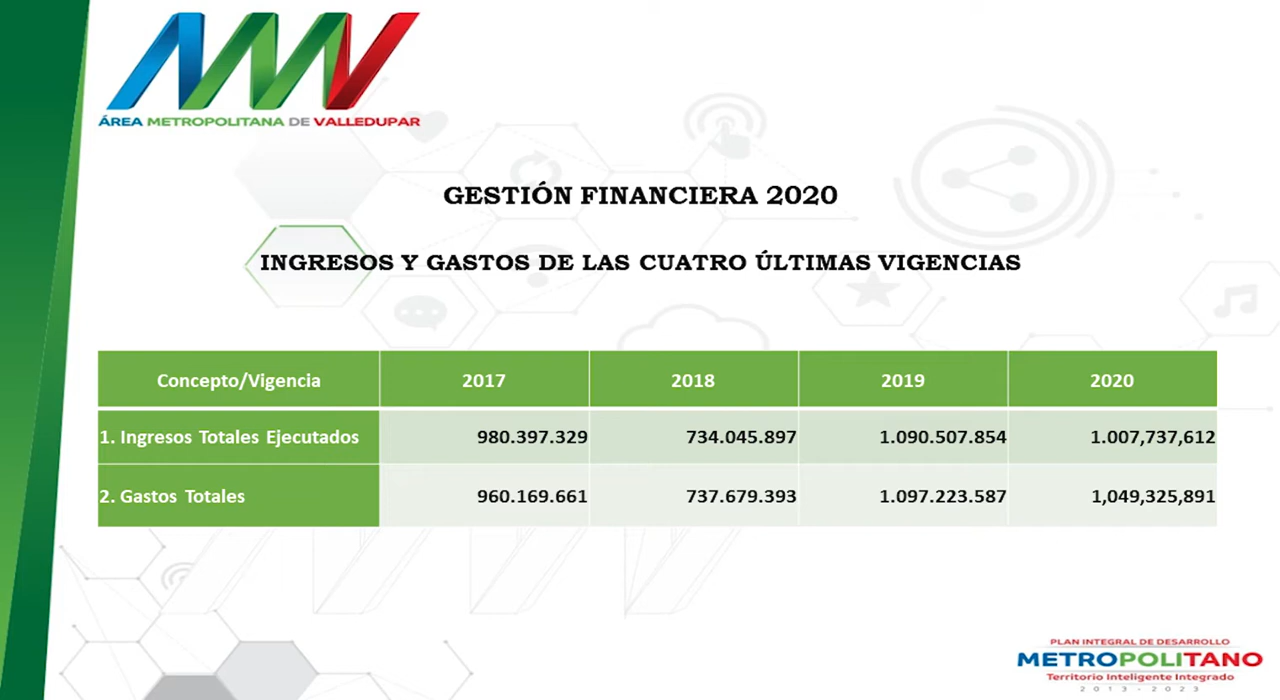 ÁREA METROPOLITANA DE VALLEDUPAR
GESTIÓN FINANCIERA 2020
INGRESOS Y GASTOS DE LAS CUATRO ÚLTIMAS VIGENCIAS
Concepto/Vigencia 2017 2018 2019 2020
1. Ingresos Totales Ejecutados 980.397.329 734.045.897 1.090.507.854 1.007,737,612
2. Gastos Totales 960.169.661 737.679.393 1.097.223.587 1,049,325,891
PLAN INTEGRAL DE DESARROLLO
METROPOLITANO
Territorio Inteligente Integrado
2013-2023